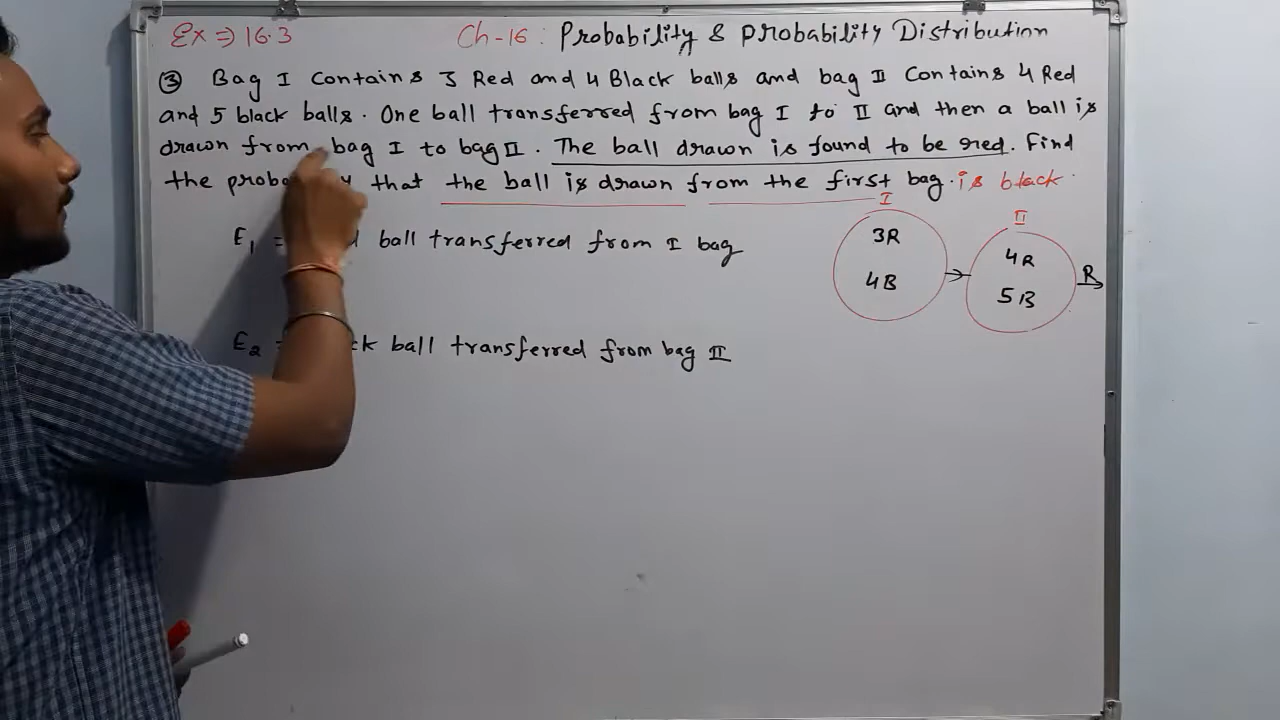 Ex ⇒ 16.3
Ch-16 : Probability & probability Distribution
③ Bag I Contains 3 Red and 4 Black balls and bag II Contains 4 Red
and 5 black balls. One ball transferred from bag I to II and then a ball is
drawn from bag I to bag II. The ball drawn is found to be red. Find
the that the ball is drawn from the first bag. is black.
E₁ = ball transferred from I bag
E₂ ball transferred from bag II
I
3R
4B
II
4R
5B
R